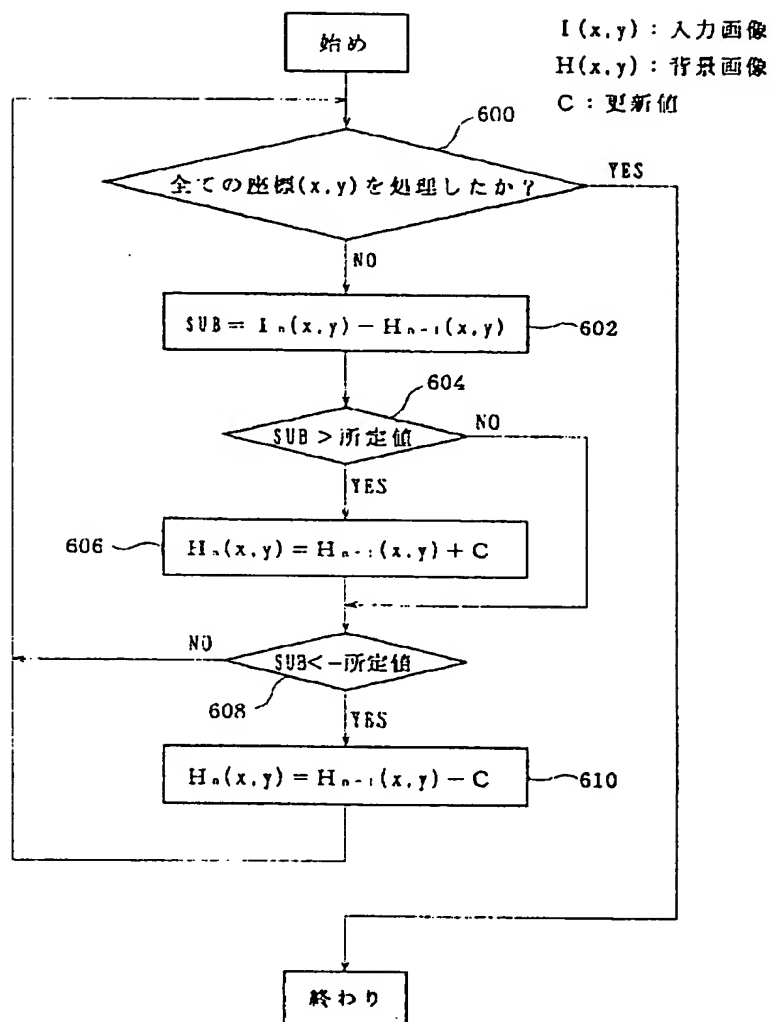 始め
I(x,y):入力画像
H(x,y):背景画像
C:更新値
600
全ての座標(x,y)を処理したか?
YES
NO
SUB=In(x,y)-Hn-1(x,y)
602
604
SUB>所定値
NO
YES
606
Hn(x,y)=Hn-1(x,y)+C
NO
SUB<-所定値
608
YES
Hn(x,y)=Hn-1(x,y)-C
610
終わり